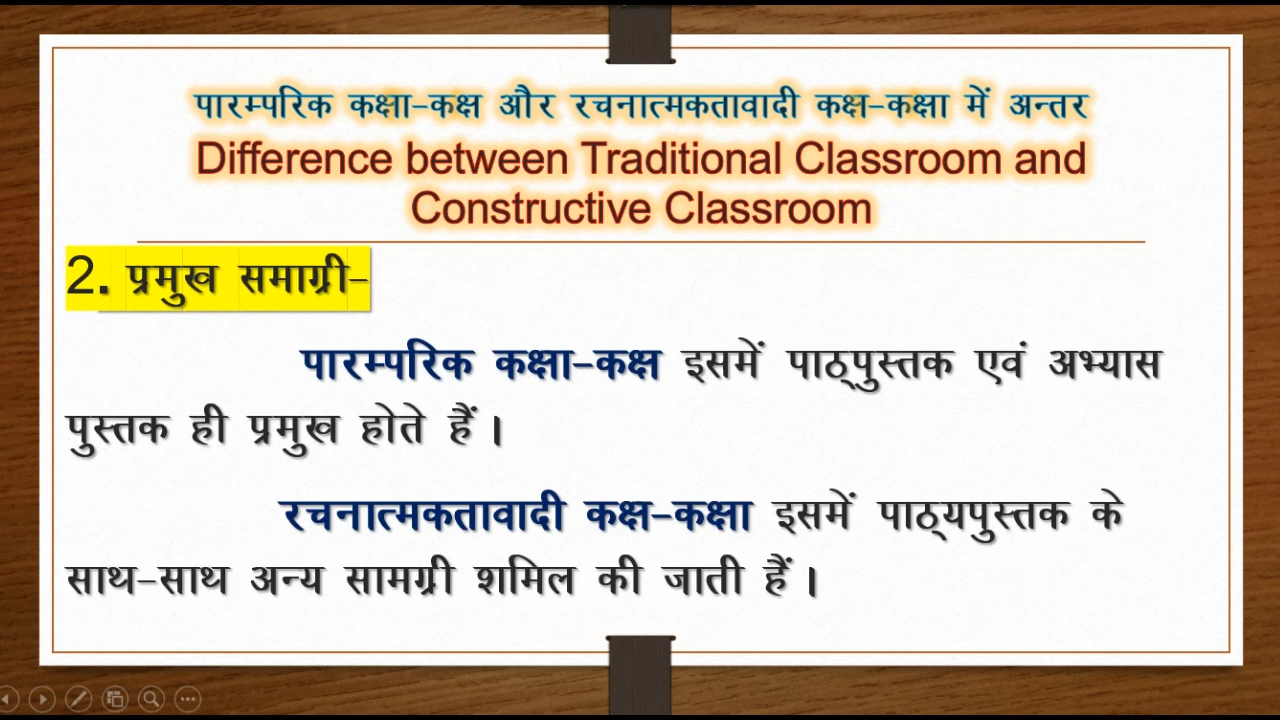 पारम्परिक कक्षा-कक्ष और रचनात्मकतावादी कक्ष-कक्षा में अन्तर
Difference between Traditional Classroom and
Constructive Classroom
2. प्रमुख समाग्री-
पारम्परिक कक्षा-कक्ष इसमें पाठ्पुस्तक एवं अभ्यास
पुस्तक ही प्रमुख होते हैं।
रचनात्मकतावादी कक्ष-कक्षा इसमें पाठ्यपुस्तक के
साथ-साथ अन्य सामग्री शमिल की जाती हैं।